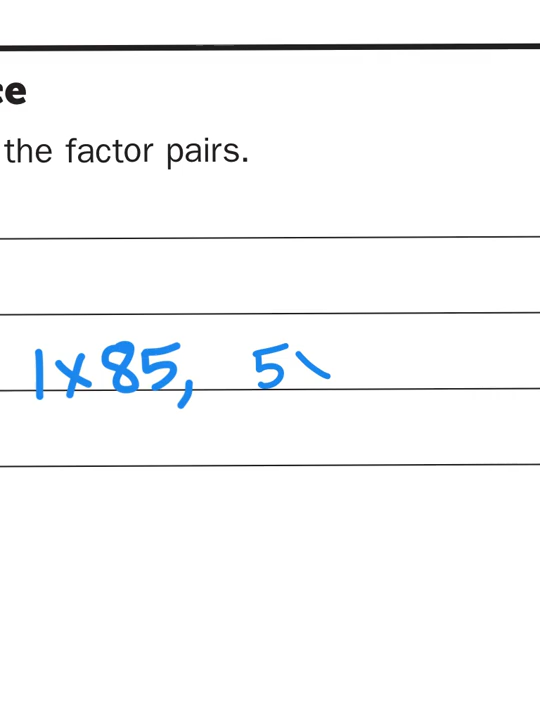 ce
the factor pairs.
1x85, 5